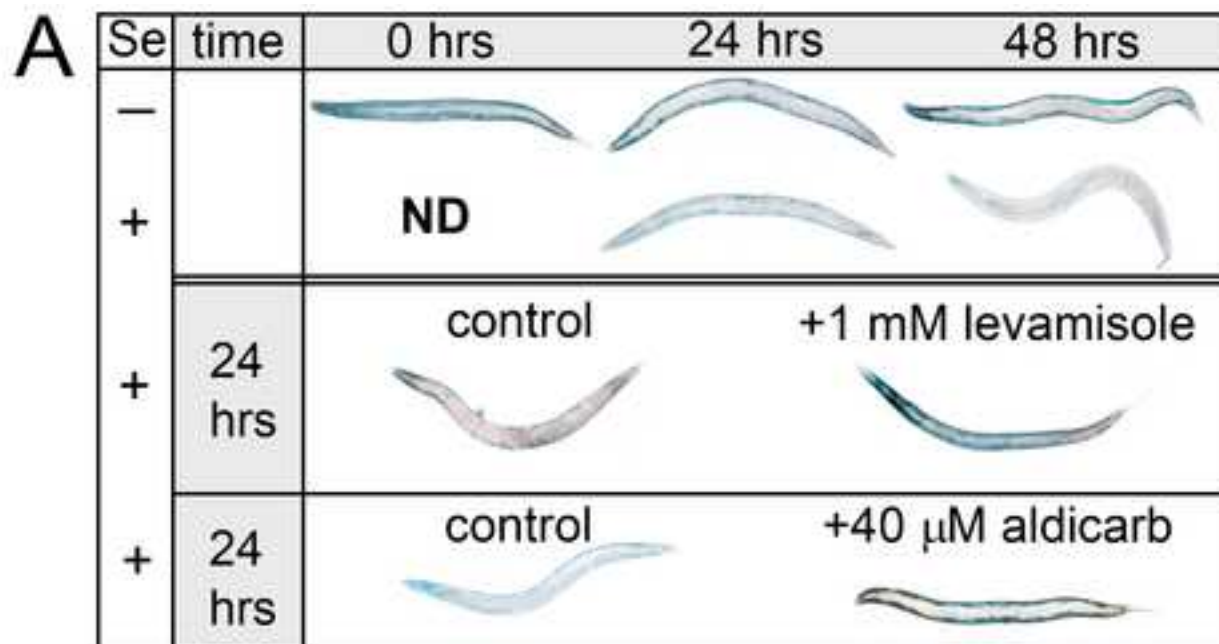 A
Se time 0 hrs 24 hrs 48 hrs
–
+ ND
control +1 mM levamisole
+ 24 hrs
control +40 μM aldicarb
+ 24 hrs